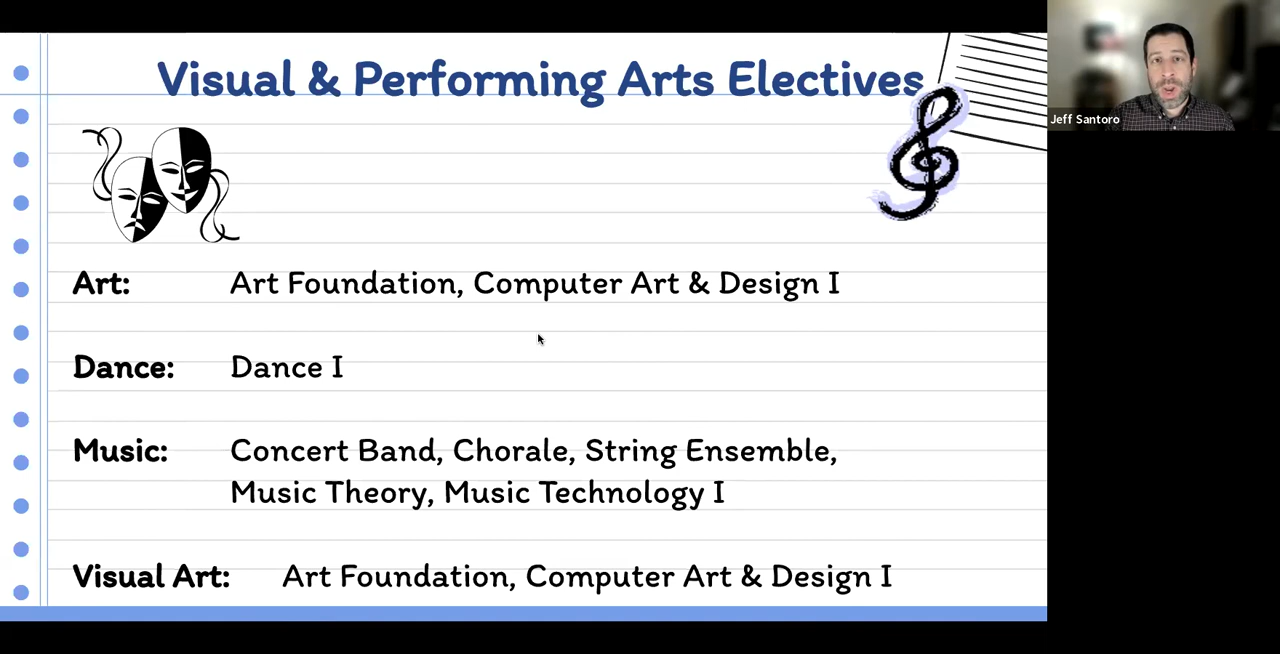 Visual & Performing Arts Electives
Jeff Santoro
Art: Art Foundation, Computer Art & Design I
Dance: Dance I
Music: Concert Band, Chorale, String Ensemble,
Music Theory, Music Technology I
Visual Art: Art Foundation, Computer Art & Design I